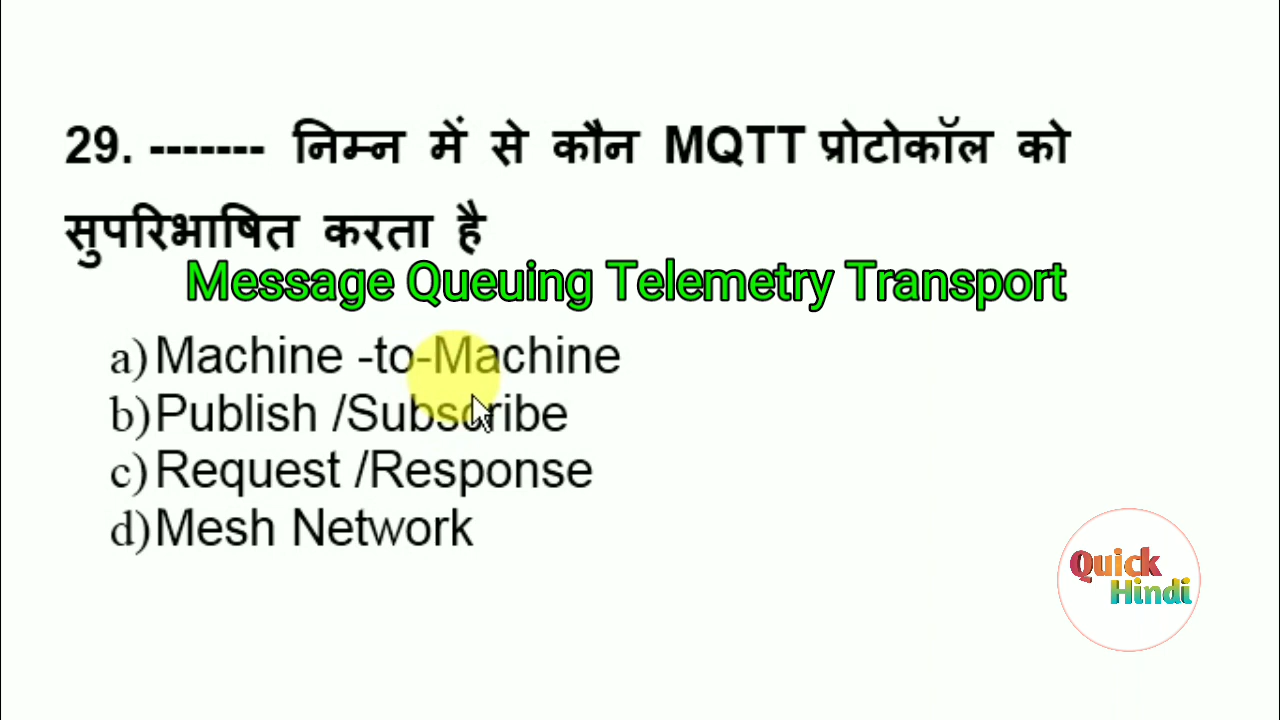 29. ------- निम्न में से कौन MQTT प्रोटोकॉल को
सुपरिभाषित करता है
Message Queuing Telemetry Transport
a) Machine -to-Machine
b) Publish /Subscribe
c) Request /Response
d) Mesh Network
Quick
Hindi